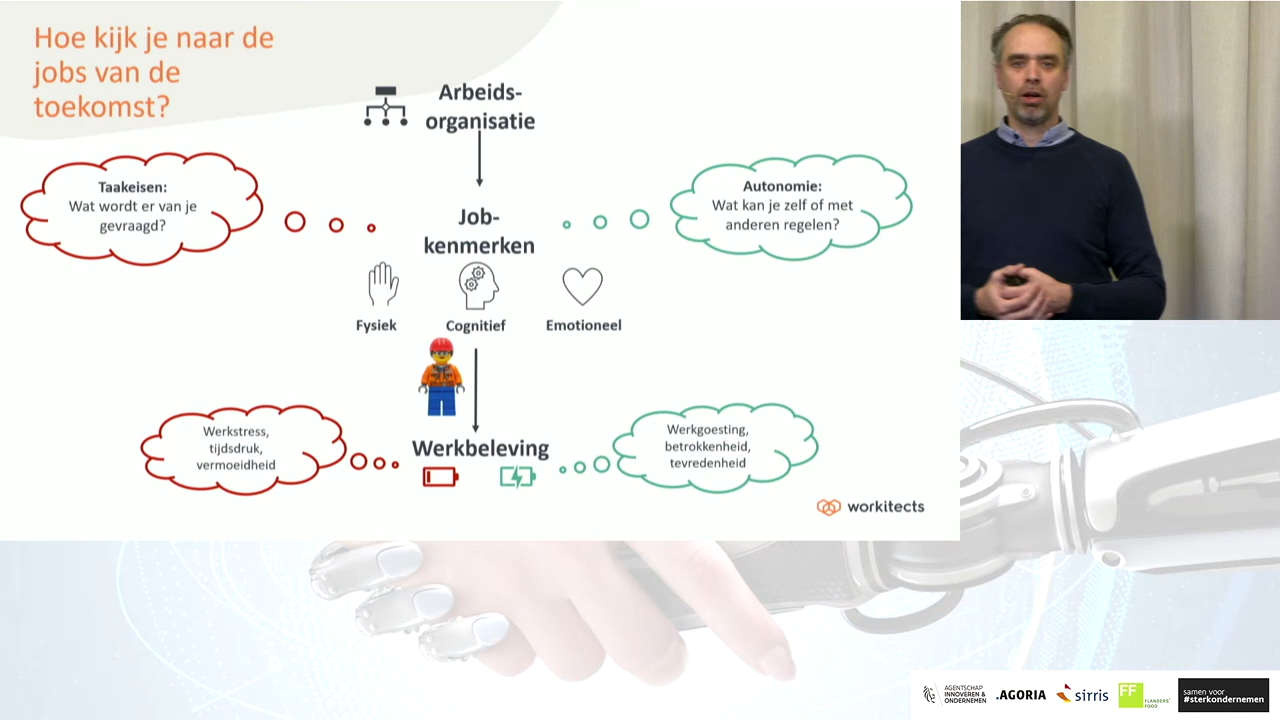 Hoe kijk je naar de
jobs van de
toekomst?
Arbeids-
organisatie
Taakeisen:
Wat wordt er van je
gevraagd?
Autonomie:
Wat kan je zelf of met
anderen regelen?
Job-
kenmerken
Fysiek
Cognitief
Emotioneel
Werkstress,
tijdsdruk,
vermoeidheid
Werkbeleving
Werkgoesting,
betrokkenheid,
tevredenheid
workitects
AGENTSCHAP
INNOVEREN &
ONDERNEMEN
.AGORIA
sirris
FF
FLANDERS'
FOOD
samen voor
#sterkondernemen